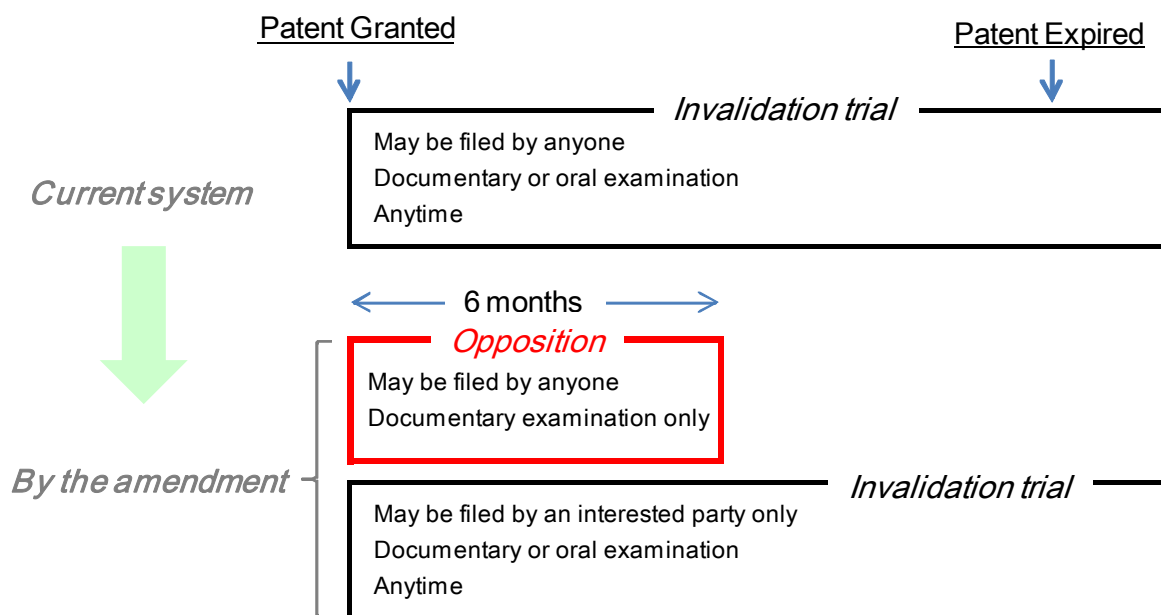 Patent Granted
Patent Expired
Invalidation trial
May be filed by anyone
Documentary or oral examination
Anytime
Current system
6 months
Opposition
May be filed by anyone
Documentary examination only
By the amendment
Invalidation trial
May be filed by an interested party only
Documentary or oral examination
Anytime